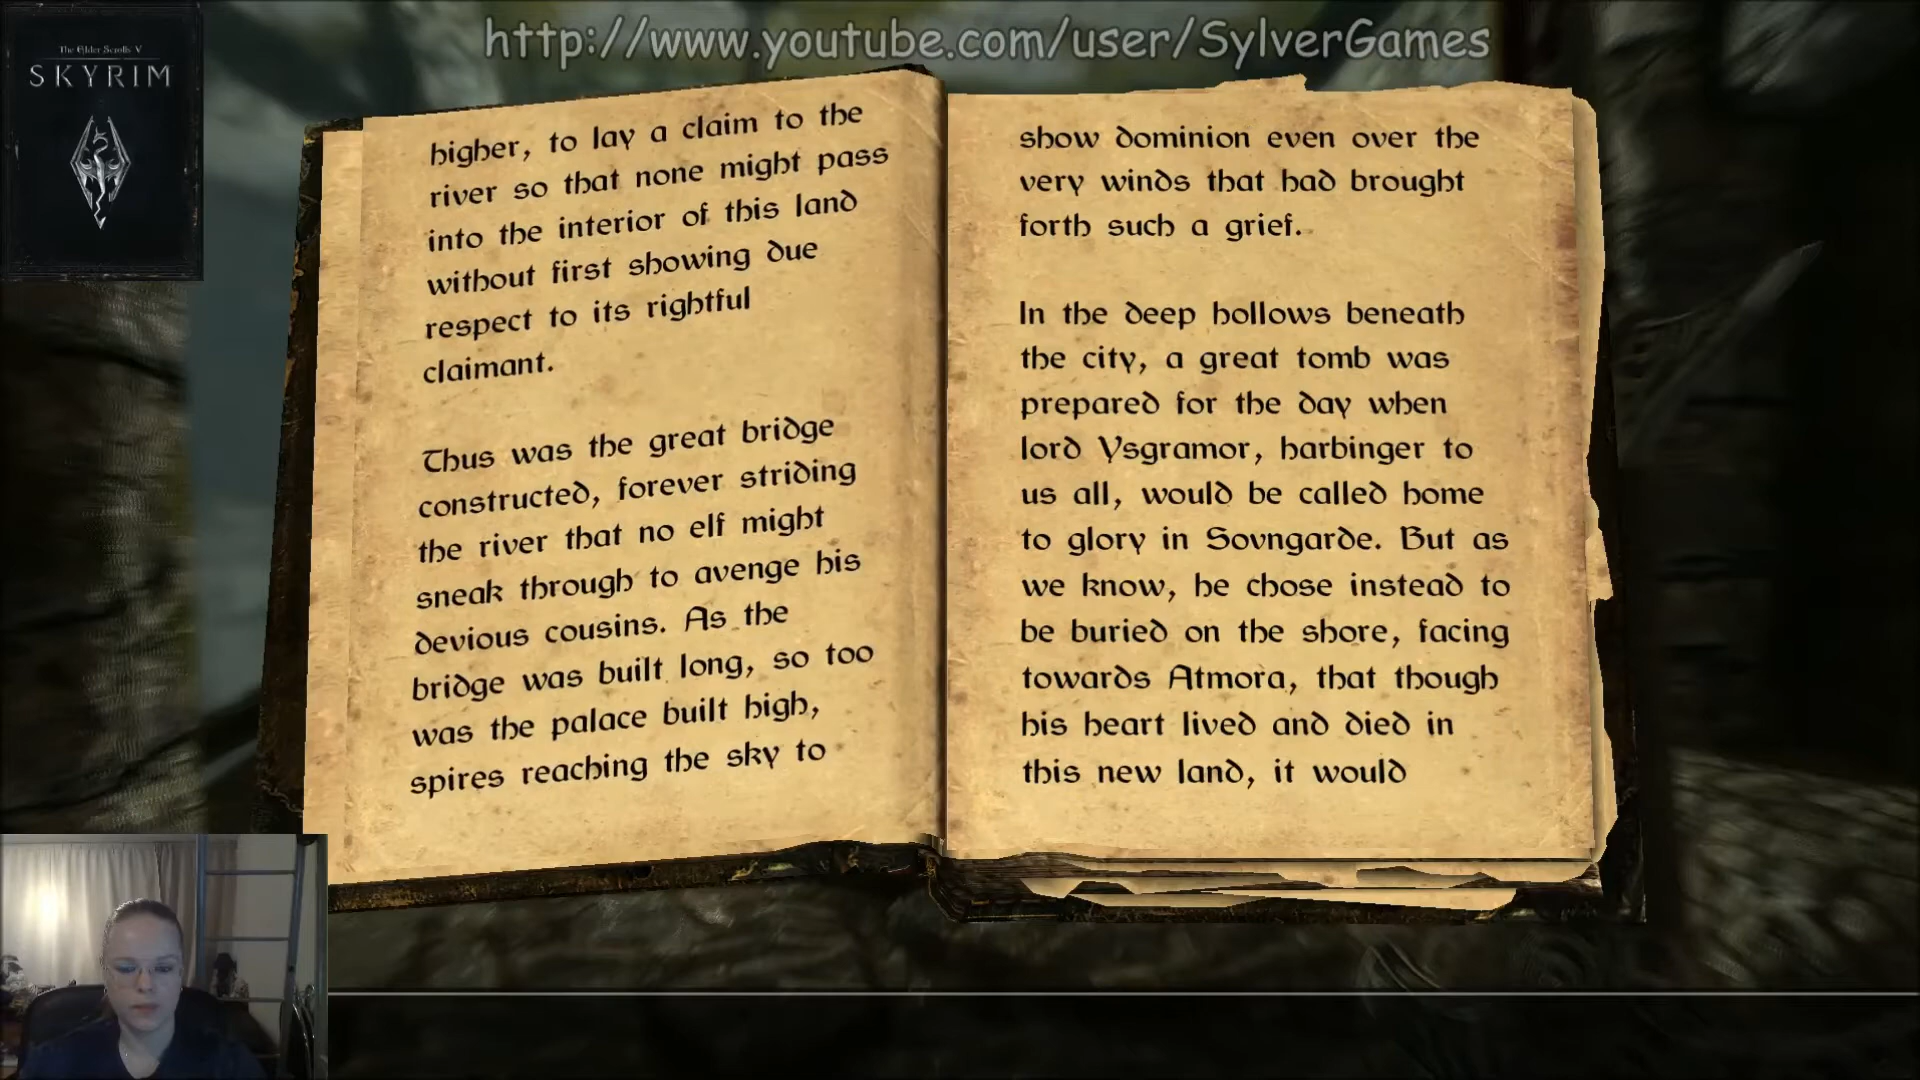 The Elder Scrolls V
SKYRIM
http://www.youtube.com/user/SylverGames
higher, to lay a claim to the
river so that none might pass
into the interior of this land
without first showing due
respect to its rightful
claimant.
Thus was the great bridge
constructed, forever striding
the river that no elf might
sneak through to avenge his
devious cousins. As the
bridge was built long, so too
was the palace built high,
spires reaching the sky to
show dominion even over the
very winds that had brought
forth such a grief.
In the deep hollows beneath
the city, a great tomb was
prepared for the day when
lord Ysgramor, harbinger to
us all, would be called home
to glory in Sovngarde. But as
we know, he chose instead to
be buried on the shore, facing
towards Atmora, that though
his heart lived and died in
this new land, it would